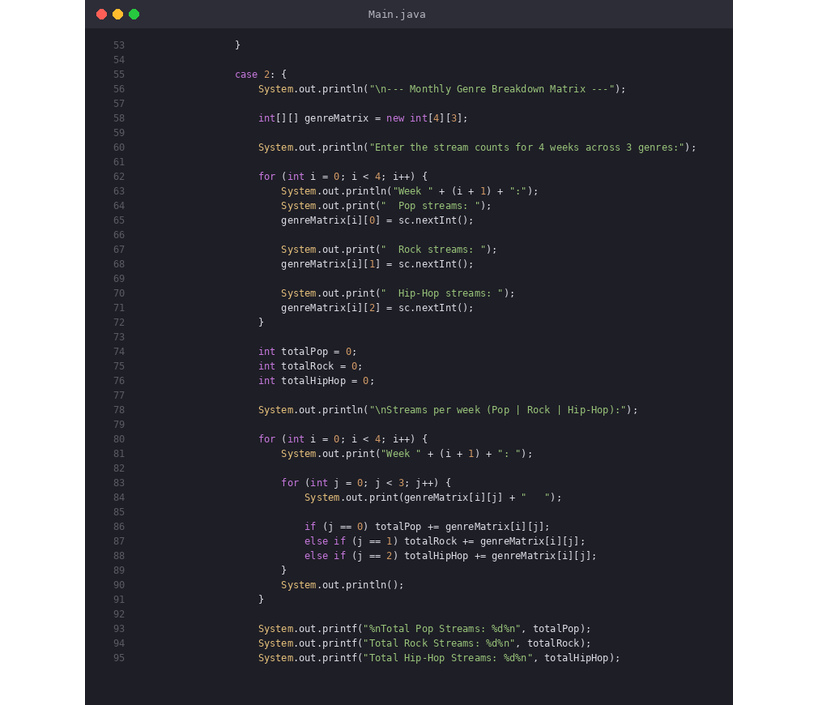 Main.java
53                 }
54
55                 case 2: {
56                     System.out.println("\n--- Monthly Genre Breakdown Matrix ---");
57
58                     int[][] genreMatrix = new int[4][3];
59
60                     System.out.println("Enter the stream counts for 4 weeks across 3 genres:");
61
62                     for (int i = 0; i < 4; i++) {
63                         System.out.println("Week " + (i + 1) + ":");
64                         System.out.print("  Pop streams: ");
65                         genreMatrix[i][0] = sc.nextInt();
66
67                         System.out.print("  Rock streams: ");
68                         genreMatrix[i][1] = sc.nextInt();
69
70                         System.out.print("  Hip-Hop streams: ");
71                         genreMatrix[i][2] = sc.nextInt();
72                     }
73
74                     int totalPop = 0;
75                     int totalRock = 0;
76                     int totalHipHop = 0;
77
78                     System.out.println("\nStreams per week (Pop | Rock | Hip-Hop):");
79
80                     for (int i = 0; i < 4; i++) {
81                         System.out.print("Week " + (i + 1) + ": ");
82
83                         for (int j = 0; j < 3; j++) {
84                             System.out.print(genreMatrix[i][j] + "   ");
85
86                             if (j == 0) totalPop += genreMatrix[i][j];
87                             else if (j == 1) totalRock += genreMatrix[i][j];
88                             else if (j == 2) totalHipHop += genreMatrix[i][j];
89                         }
90                         System.out.println();
91                     }
92
93                     System.out.printf("%nTotal Pop Streams: %d%n", totalPop);
94                     System.out.printf("Total Rock Streams: %d%n", totalRock);
95                     System.out.printf("Total Hip-Hop Streams: %d%n", totalHipHop);